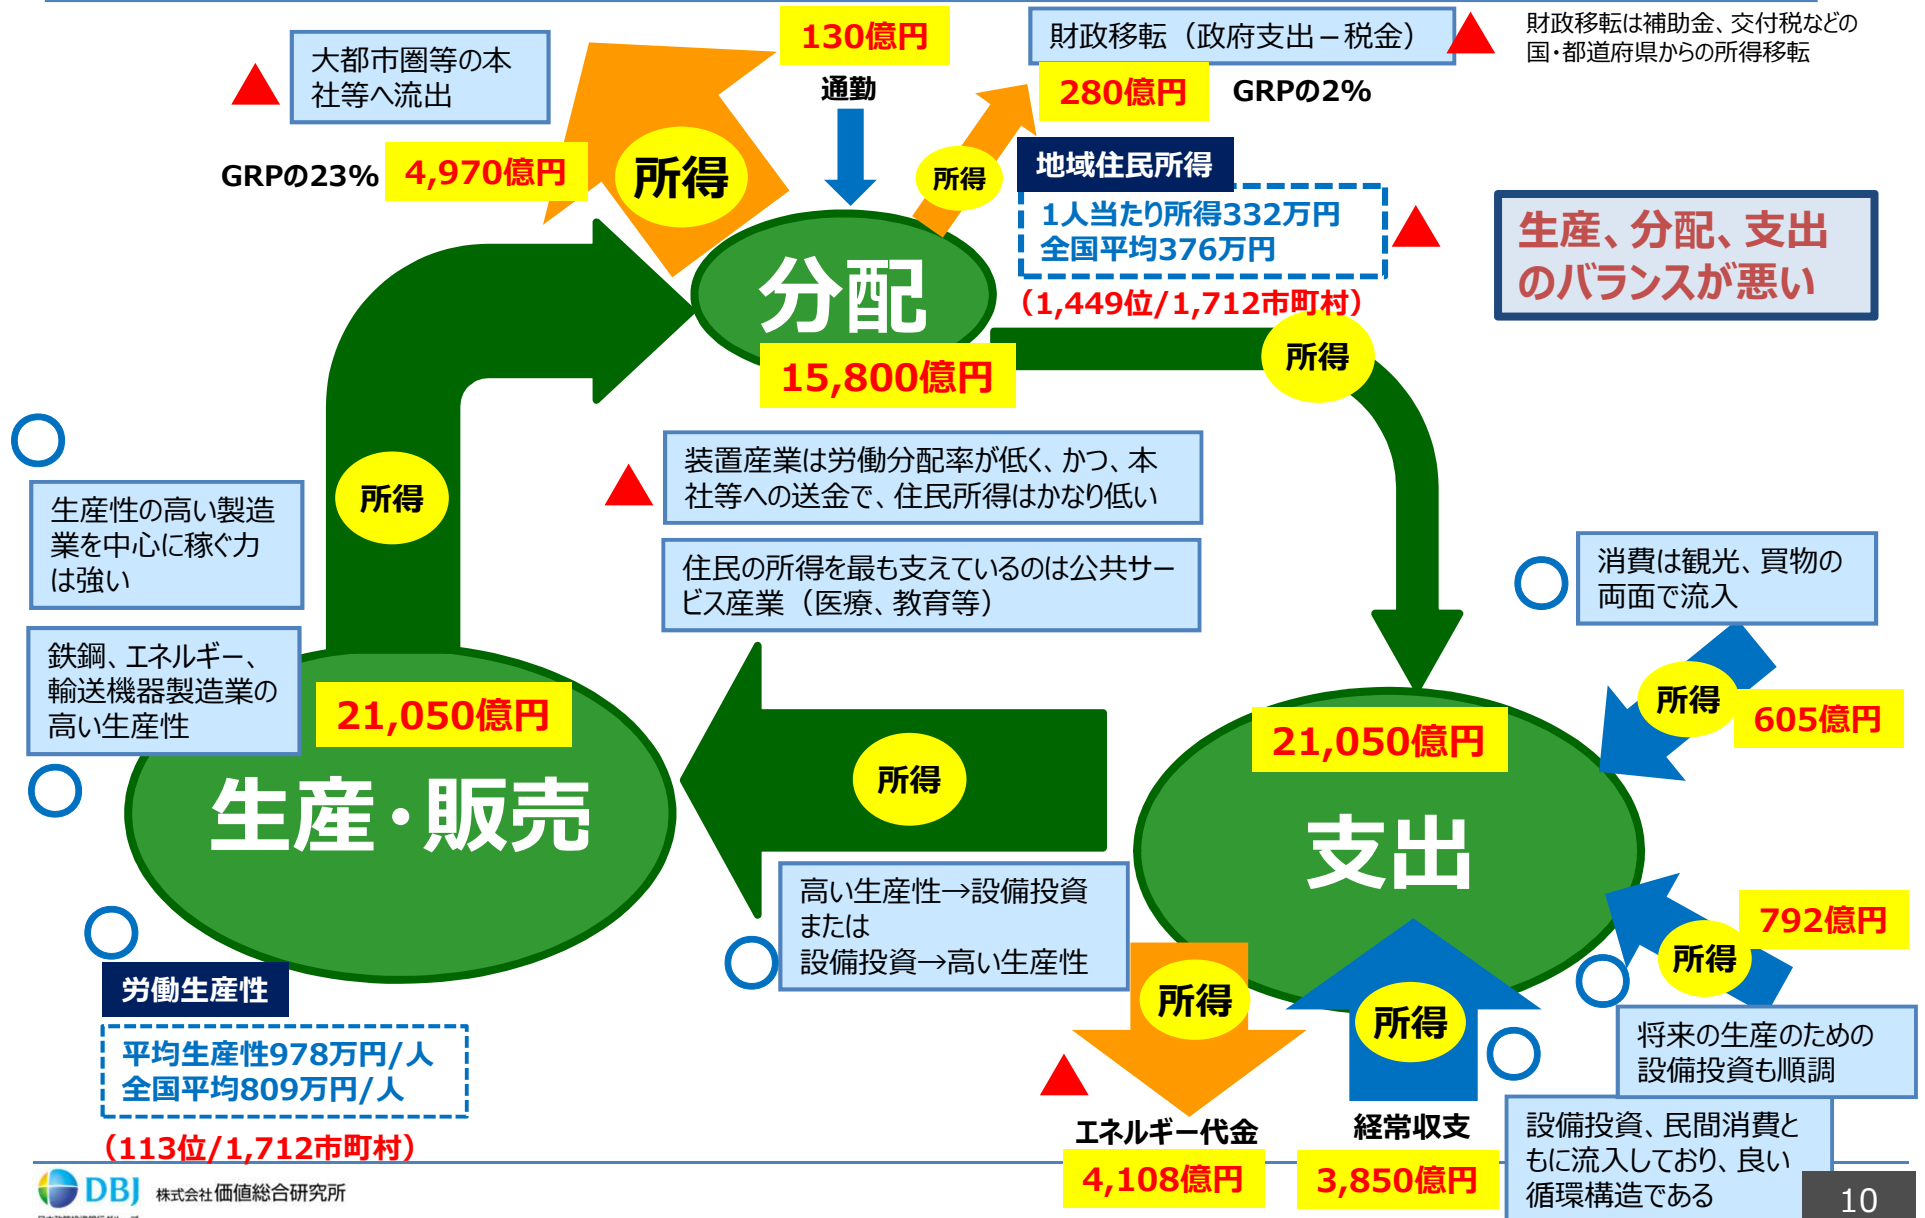 大都市圏等の本
社等へ流出
130億円
通勤
財政移転（政府支出－税金）
財政移転は補助金、交付税などの
国・都道府県からの所得移転
280億円
GRPの2%
GRPの23%
4,970億円
所得
所得
地域住民所得
1人当たり所得332万円
全国平均376万円
（1,449位/1,712市町村）
生産、分配、支出
のバランスが悪い
分配
15,800億円
所得
所得
装置産業は労働分配率が低く、かつ、本
社等への送金で、住民所得はかなり低い
住民の所得を最も支えているのは公共サー
ビス産業（医療、教育等）
生産性の高い製造
業を中心に稼ぐ力
は強い
鉄鋼、エネルギー、
輸送機器製造業の
高い生産性
21,050億円
生産・販売
消費は観光、買物の
両面で流入
所得
605億円
21,050億円
支出
所得
高い生産性→設備投資
または
設備投資→高い生産性
792億円
所得
将来の生産のための
設備投資も順調
労働生産性
平均生産性978万円/人
全国平均809万円/人
（113位/1,712市町村）
所得
エネルギー代金
4,108億円
所得
経常収支
3,850億円
設備投資、民間消費と
もに流入しており、良い
循環構造である
DBJ 株式会社価値総合研究所
10